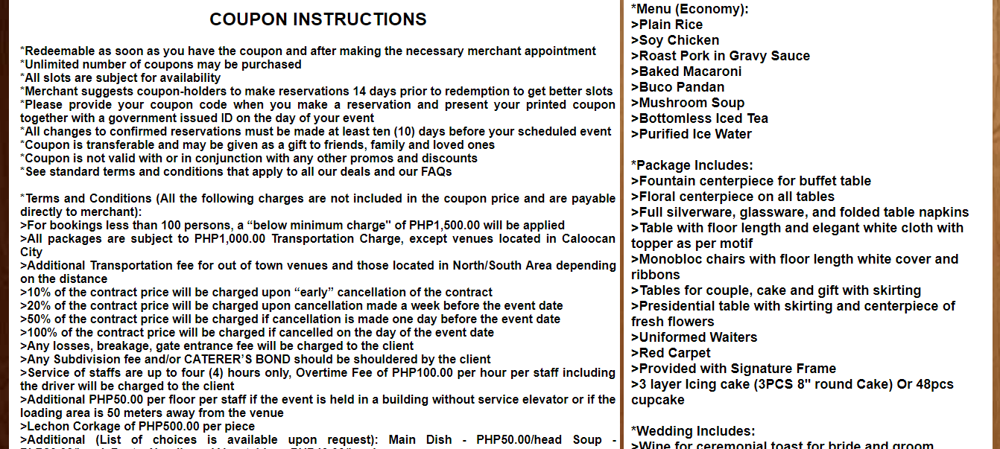 COUPON INSTRUCTIONS
*Redeemable as soon as you have the coupon and after making the necessary merchant appointment
*Unlimited number of coupons may be purchased
*All slots are subject for availability
*Merchant suggests coupon-holders to make reservations 14 days prior to redemption to get better slots
*Please provide your coupon code when you make a reservation and present your printed coupon
together with a government issued ID on the day of your event
*All changes to confirmed reservations must be made at least ten (10) days before your scheduled event
*Coupon is transferable and may be given as a gift to friends, family and loved ones
*Coupon is not valid with or in conjunction with any other promos and discounts
*See standard terms and conditions that apply to all our deals and our FAQs
*Terms and Conditions (All the following charges are not included in the coupon price and are payable
directly to merchant):
>For bookings less than 100 persons, a “below minimum charge" of PHP1,500.00 will be applied
>All packages are subject to PHP1,000.00 Transportation Charge, except venues located in Caloocan
City
>Additional Transportation fee for out of town venues and those located in North/South Area depending
on the distance
>10% of the contract price will be charged upon “early” cancellation of the contract
>20% of the contract price will be charged upon cancellation made a week before the event date
>50% of the contract price will be charged if cancellation is made one day before the event date
>100% of the contract price will be charged if cancelled on the day of the event date
>Any losses, breakage, gate entrance fee will be charged to the client
>Any Subdivision fee and/or CATERER’S BOND should be shouldered by the client
>Service of staffs are up to four (4) hours only, Overtime Fee of PHP100.00 per hour per staff including
the driver will be charged to the client
>Additional PHP50.00 per floor per staff if the event is held in a building without service elevator or if the
loading area is 50 meters away from the venue
>Lechon Corkage of PHP500.00 per piece
>Additional (List of choices is available upon request): Main Dish - PHP50.00/head Soup -
*Menu (Economy):
>Plain Rice
>Soy Chicken
>Roast Pork in Gravy Sauce
>Baked Macaroni
>Buco Pandan
>Mushroom Soup
>Bottomless Iced Tea
>Purified Ice Water
*Package Includes:
>Fountain centerpiece for buffet table
>Floral centerpiece on all tables
>Full silverware, glassware, and folded table napkins
>Table with floor length and elegant white cloth with
topper as per motif
>Monobloc chairs with floor length white cover and
ribbons
>Tables for couple, cake and gift with skirting
>Presidential table with skirting and centerpiece of
fresh flowers
>Uniformed Waiters
>Red Carpet
>Provided with Signature Frame
>3 layer Icing cake (3PCS 8" round Cake) Or 48pcs
cupcake
*Wedding Includes:
>Wine for ceremonial toast for bride and groom